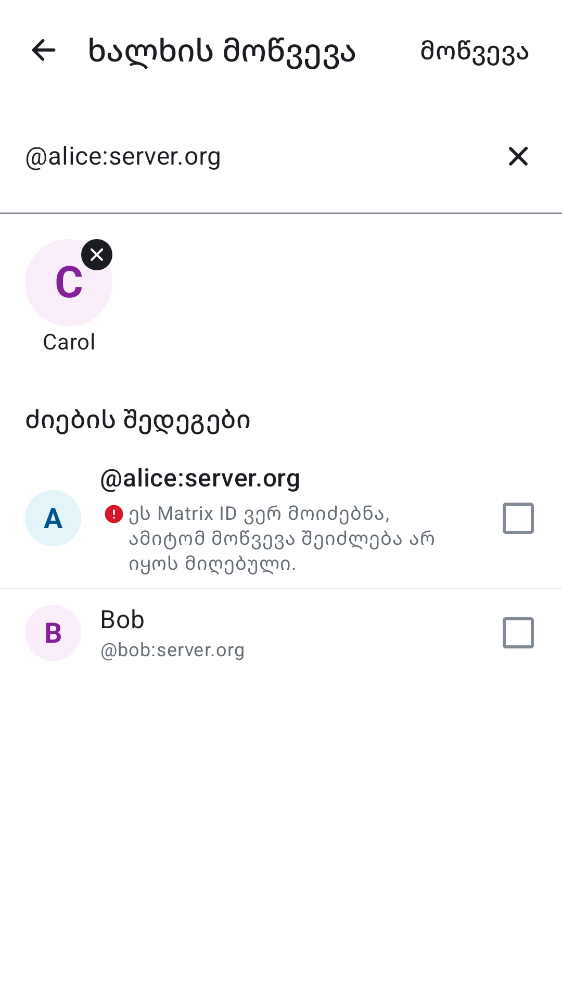 ხალხის მოწვევა
მოწვევა
@alice:server.org
C
Carol
ძიების შედეგები
A
@alice:server.org
ეს Matrix ID ვერ მოიძებნა,
ამიტომ მოწვევა შეიძლება არ
იყოს მიღებული.
B
Bob
@bob:server.org